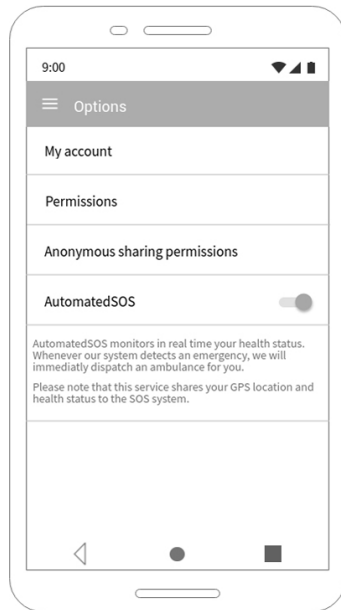 9:00
Options
My account
Permissions
Anonymous sharing permissions
AutomatedSOS
AutomatedSOS monitors in real time your health status.
Whenever our system detects an emergency, we will
immediatly dispatch an ambulance for you.
Please note that this service shares your GPS location and
health status to the SOS system.